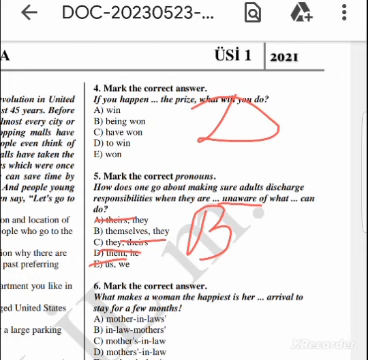 DOC-20230523-...
A
ÜSİ 1
2021
volution in United
st 45 years. Before
lmost every city or
opping malls have
ople even think of
alls have taken the
s which were once
can save time by
And people young
n say, "Let's go to
on and location of
ople who go to the
ion why there are
past preferring
artment you like in
ged United States
a large parking
4. Mark the correct answer.
If you happen ... the prize, what will you do?
A) win
B) being won
C) have won
D) to win
E) won
D
5. Mark the correct pronouns.
How does one go about making sure adults discharge
responsibilities when they are ... unaware of what ... can
do?
A) theirs, they
B) themselves, they
C) they, theirs
D) them, he
E) us, we
B
6. Mark the correct answer.
What makes a woman the happiest is her ... arrival to
stay for a few months!
A) mother-in-laws'
B) in-law-mothers'
C) mother's-in-law
D) mothers'-in-law
XRecorder